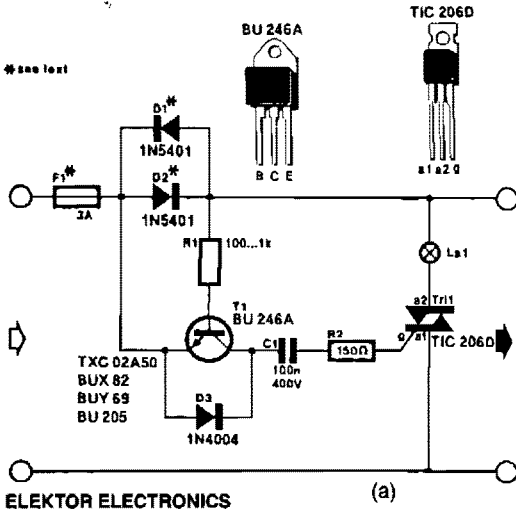 BU 246A
TIC 206D
*see text
D1*
1N5401
B C E
a1 a2 g
F1*
D2*
3A
1N5401
R1
100...1k
La1
T1
BU 246A
a2
Tri1
g
a1
TIC 206D
C1
R2
150Ω
100n
400V
TXC 02A50
BUX 82
BUY 69
BU 205
D3
1N4004
ELEKTOR ELECTRONICS
(a)